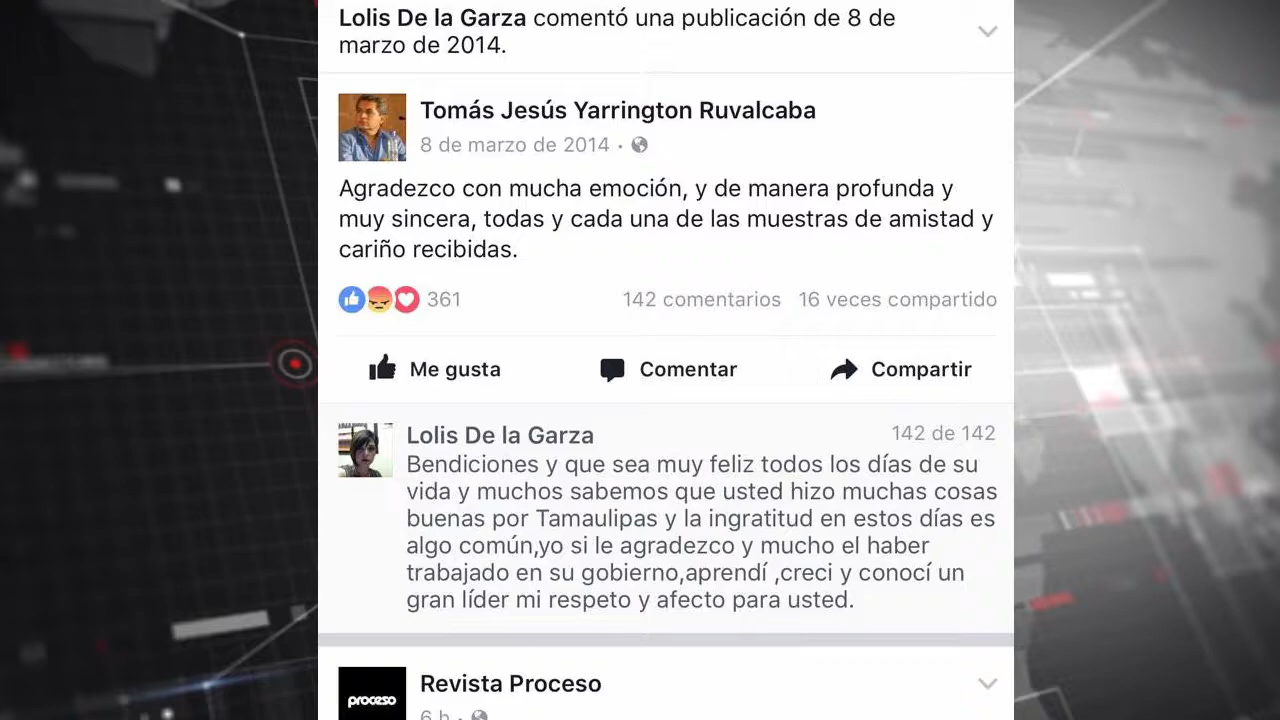 Lolis De la Garza comentó una publicación de 8 de
marzo de 2014.
Tomás Jesús Yarrington Ruvalcaba
8 de marzo de 2014 ·
Agradezco con mucha emoción, y de manera profunda y
muy sincera, todas y cada una de las muestras de amistad y
cariño recibidas.
361 142 comentarios 16 veces compartido
Me gusta Comentar Compartir
Lolis De la Garza 142 de 142
Bendiciones y que sea muy feliz todos los días de su
vida y muchos sabemos que usted hizo muchas cosas
buenas por Tamaulipas y la ingratitud en estos días es
algo común,yo si le agradezco y mucho el haber
trabajado en su gobierno,aprendí ,creci y conocí un
gran líder mi respeto y afecto para usted.
Revista Proceso
proceso
6 h ·